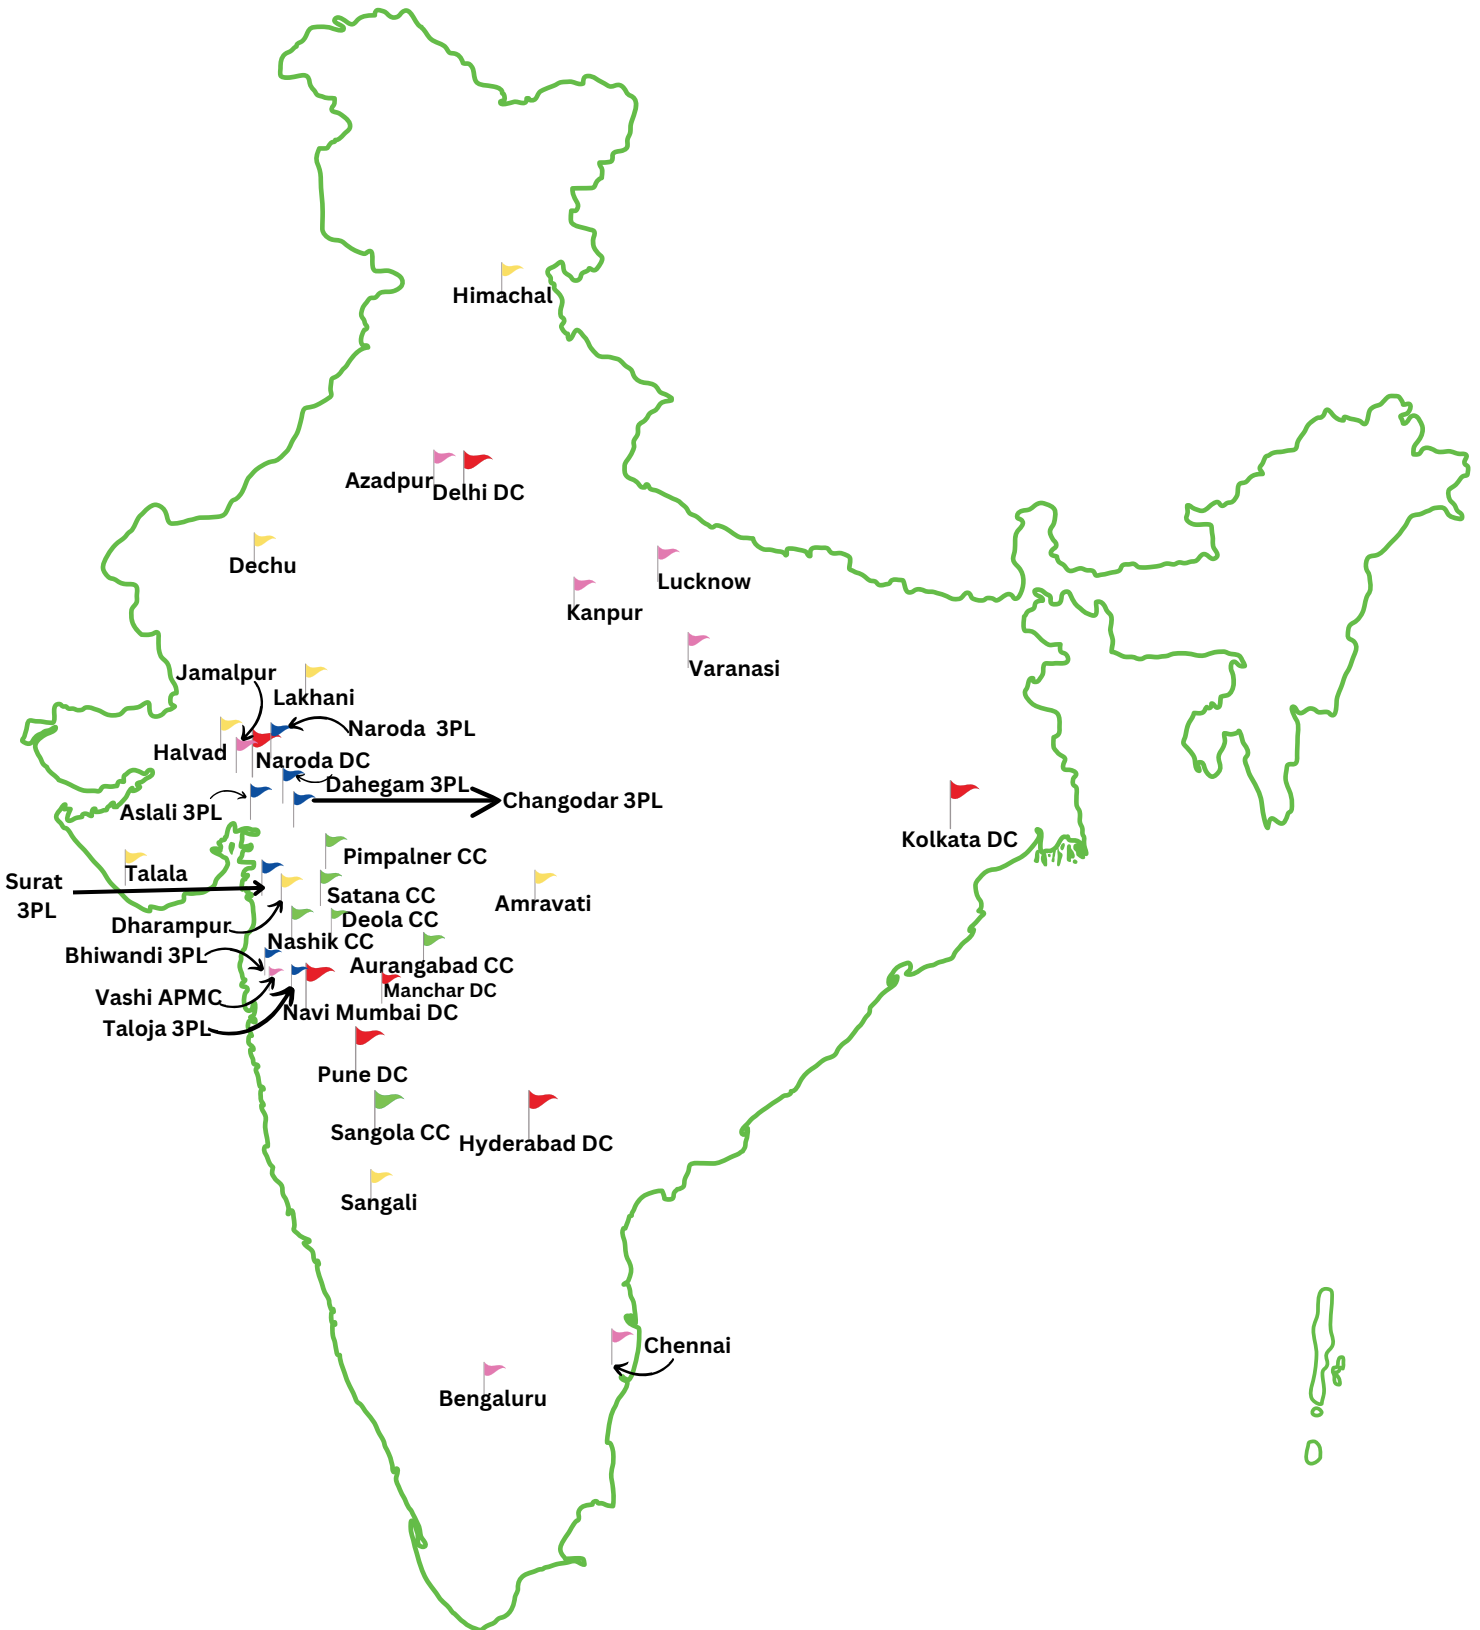 Himachal
Azadpur
Delhi DC
Dechu
Lucknow
Kanpur
Varanasi
Jamalpur
Lakhani
Naroda 3PL
Halvad
Naroda DC
Dahegam 3PL
Changodar 3PL
Aslali 3PL
Kolkata DC
Pimpalner CC
Talala
Surat
3PL
Satana CC
Amravati
Deola CC
Dharampur
Nashik CC
Bhiwandi 3PL
Aurangabad CC
Manchar DC
Vashi APMC
Navi Mumbai DC
Taloja 3PL
Pune DC
Sangola CC
Hyderabad DC
Sangali
Chennai
Bengaluru